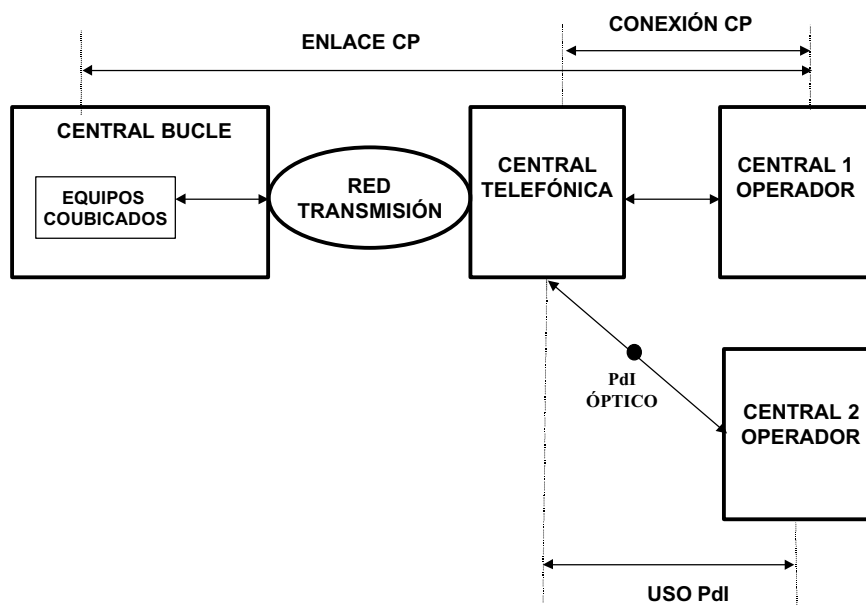 CONEXIÓN CP
ENLACE CP
CENTRAL BUCLE
EQUIPOS
COUBICADOS
RED
TRANSMISIÓN
CENTRAL
TELEFÓNICA
CENTRAL 1
OPERADOR
PdI
ÓPTICO
CENTRAL 2
OPERADOR
USO PdI